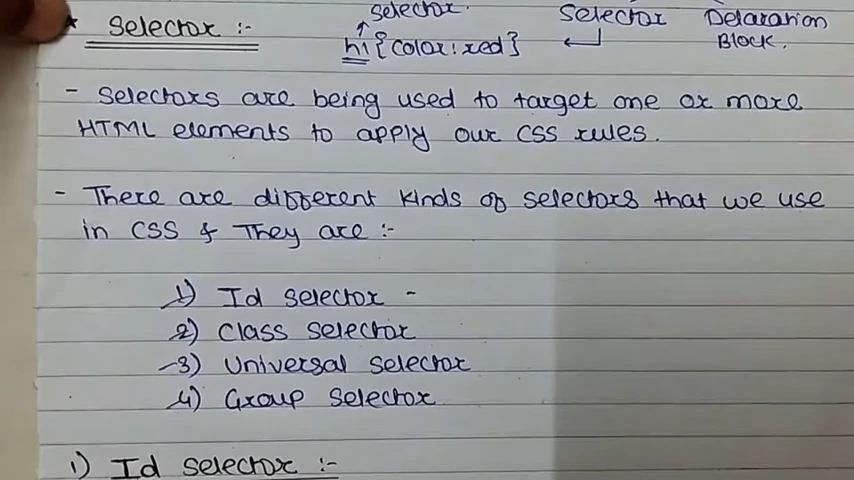 selector.
* Selector :-
h1{color:red}
Selector
Delaration
Block.
- Selectors are being used to target one or more
HTML elements to apply our CSS rules.
- There are different kinds of selectors that we use
in CSS & They are :-
1) Id selector -
2) Class selector
3) Universal selector
4) Group selector
1) Id selector :-